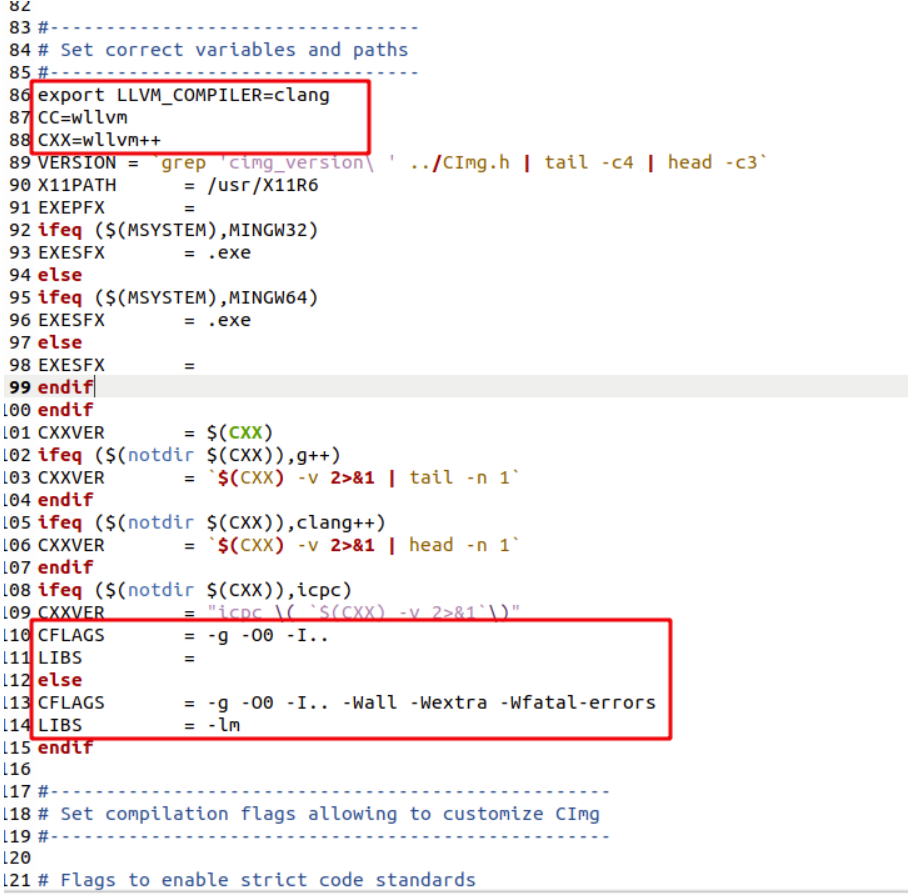 82
83 #---------------------------------
84 # Set correct variables and paths
85 #---------------------------------
86 export LLVM_COMPILER=clang
87 CC=wllvm
88 CXX=wllvm++
89 VERSION = `grep 'cimg_version\ ' ../CImg.h | tail -c4 | head -c3`
90 X11PATH       = /usr/X11R6
91 EXEPFX        =
92 ifeq ($(MSYSTEM),MINGW32)
93 EXESFX        = .exe
94 else
95 ifeq ($(MSYSTEM),MINGW64)
96 EXESFX        = .exe
97 else
98 EXESFX        =
99 endif
100 endif
101 CXXVER        = $(CXX)
102 ifeq ($(notdir $(CXX)),g++)
103 CXXVER        = `$(CXX) -v 2>&1 | tail -n 1`
104 endif
105 ifeq ($(notdir $(CXX)),clang++)
106 CXXVER        = `$(CXX) -v 2>&1 | head -n 1`
107 endif
108 ifeq ($(notdir $(CXX)),icpc)
109 CXXVER        = "icpc \( `$(CXX) -v 2>&1`\)"
110 CFLAGS        = -g -O0 -I..
111 LIBS          =
112 else
113 CFLAGS        = -g -O0 -I.. -Wall -Wextra -Wfatal-errors
114 LIBS          = -lm
115 endif
116
117 #--------------------------------------------------
118 # Set compilation flags allowing to customize CImg
119 #--------------------------------------------------
120
121 # Flags to enable strict code standards